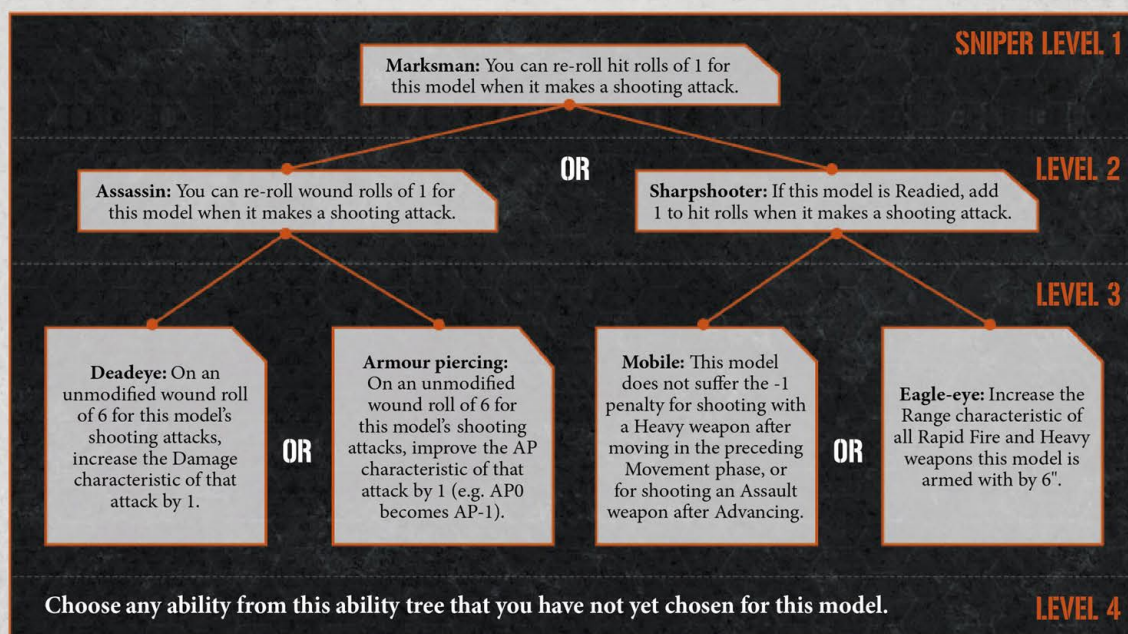 SNIPER LEVEL 1
Marksman: You can re-roll hit rolls of 1 for
this model when it makes a shooting attack.
OR
LEVEL 2
Assassin: You can re-roll wound rolls of 1 for
this model when it makes a shooting attack.
Sharpshooter: If this model is Readied, add
1 to hit rolls when it makes a shooting attack.
LEVEL 3
Deadeye: On an
unmodified wound roll
of 6 for this model's
shooting attacks,
increase the Damage
characteristic of that
attack by 1.
OR
Armour piercing:
On an unmodified
wound roll of 6 for
this model's shooting
attacks, improve the AP
characteristic of that
attack by 1 (e.g. AP0
becomes AP-1).
Mobile: This model
does not suffer the -1
penalty for shooting with
a Heavy weapon after
moving in the preceding
Movement phase, or
for shooting an Assault
weapon after Advancing.
OR
Eagle-eye: Increase the
Range characteristic of
all Rapid Fire and Heavy
weapons this model is
armed with by 6".
Choose any ability from this ability tree that you have not yet chosen for this model.
LEVEL 4